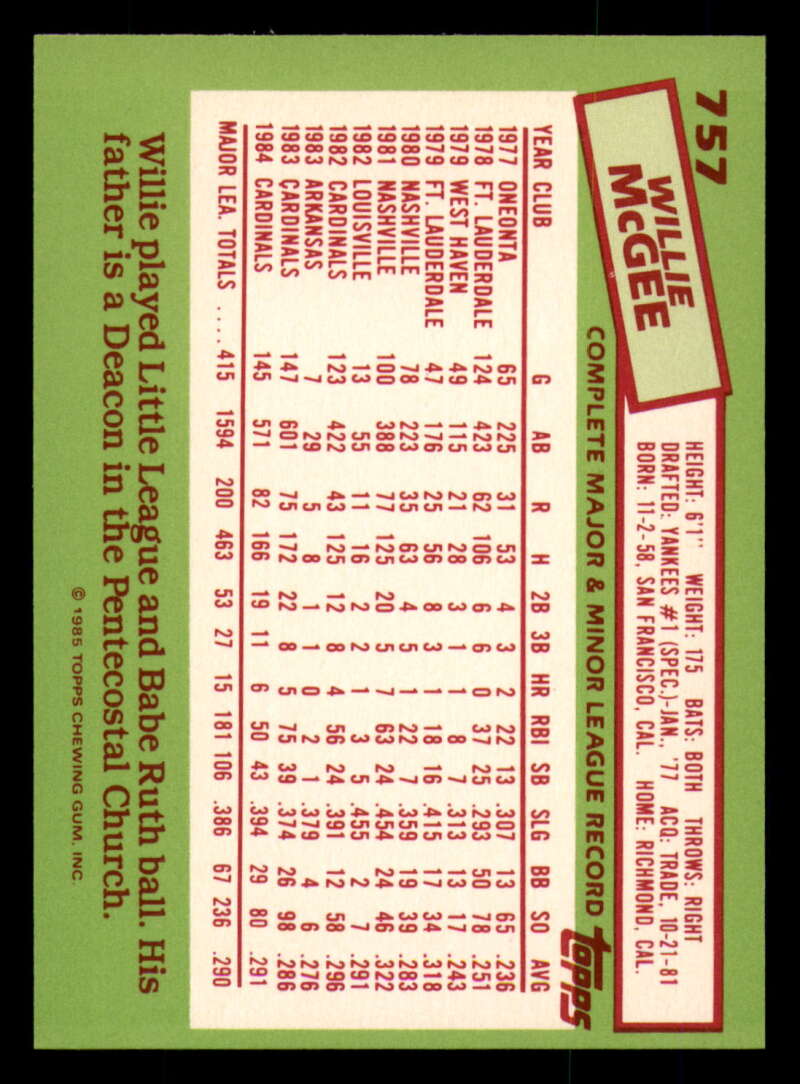 757
WILLIE
McGEE
HEIGHT: 6'1" WEIGHT: 175 BATS: BOTH THROWS: RIGHT
DRAFTED: YANKEES #1 (SPEC.)-JAN., '77 ACQ: TRADE, 10-21-81
BORN: 11-2-58, SAN FRANCISCO, CAL. HOME: RICHMOND, CAL.
COMPLETE MAJOR & MINOR LEAGUE RECORD topps
YEAR CLUB G AB R H 2B 3B HR RBI SB SLG BB SO AVG
1977 ONEONTA 65 225 31 53 4 3 2 22 13 .307 13 65 .236
1978 FT. LAUDERDALE 124 423 62 106 6 6 0 37 25 .293 50 78 .251
1979 WEST HAVEN 49 115 21 28 3 1 1 8 7 .313 13 17 .243
1979 FT. LAUDERDALE 47 176 25 56 8 3 1 18 16 .415 17 34 .318
1980 NASHVILLE 78 223 35 63 4 5 1 22 7 .359 19 39 .283
1981 NASHVILLE 100 388 77 125 20 5 7 63 24 .454 24 46 .322
1982 LOUISVILLE 13 55 11 16 2 2 1 3 5 .455 2 7 .291
1982 CARDINALS 123 422 43 125 12 8 4 56 24 .391 12 58 .296
1983 ARKANSAS 7 29 5 8 1 1 0 2 1 .379 4 6 .276
1983 CARDINALS 147 601 75 172 22 8 5 75 39 .374 26 98 .286
1984 CARDINALS 145 571 82 166 19 11 6 50 43 .394 29 80 .291
MAJOR LEA. TOTALS .... 415 1594 200 463 53 27 15 181 106 .386 67 236 .290
Willie played Little League and Babe Ruth ball. His
father is a Deacon in the Pentecostal Church.
© 1985 TOPPS CHEWING GUM, INC.